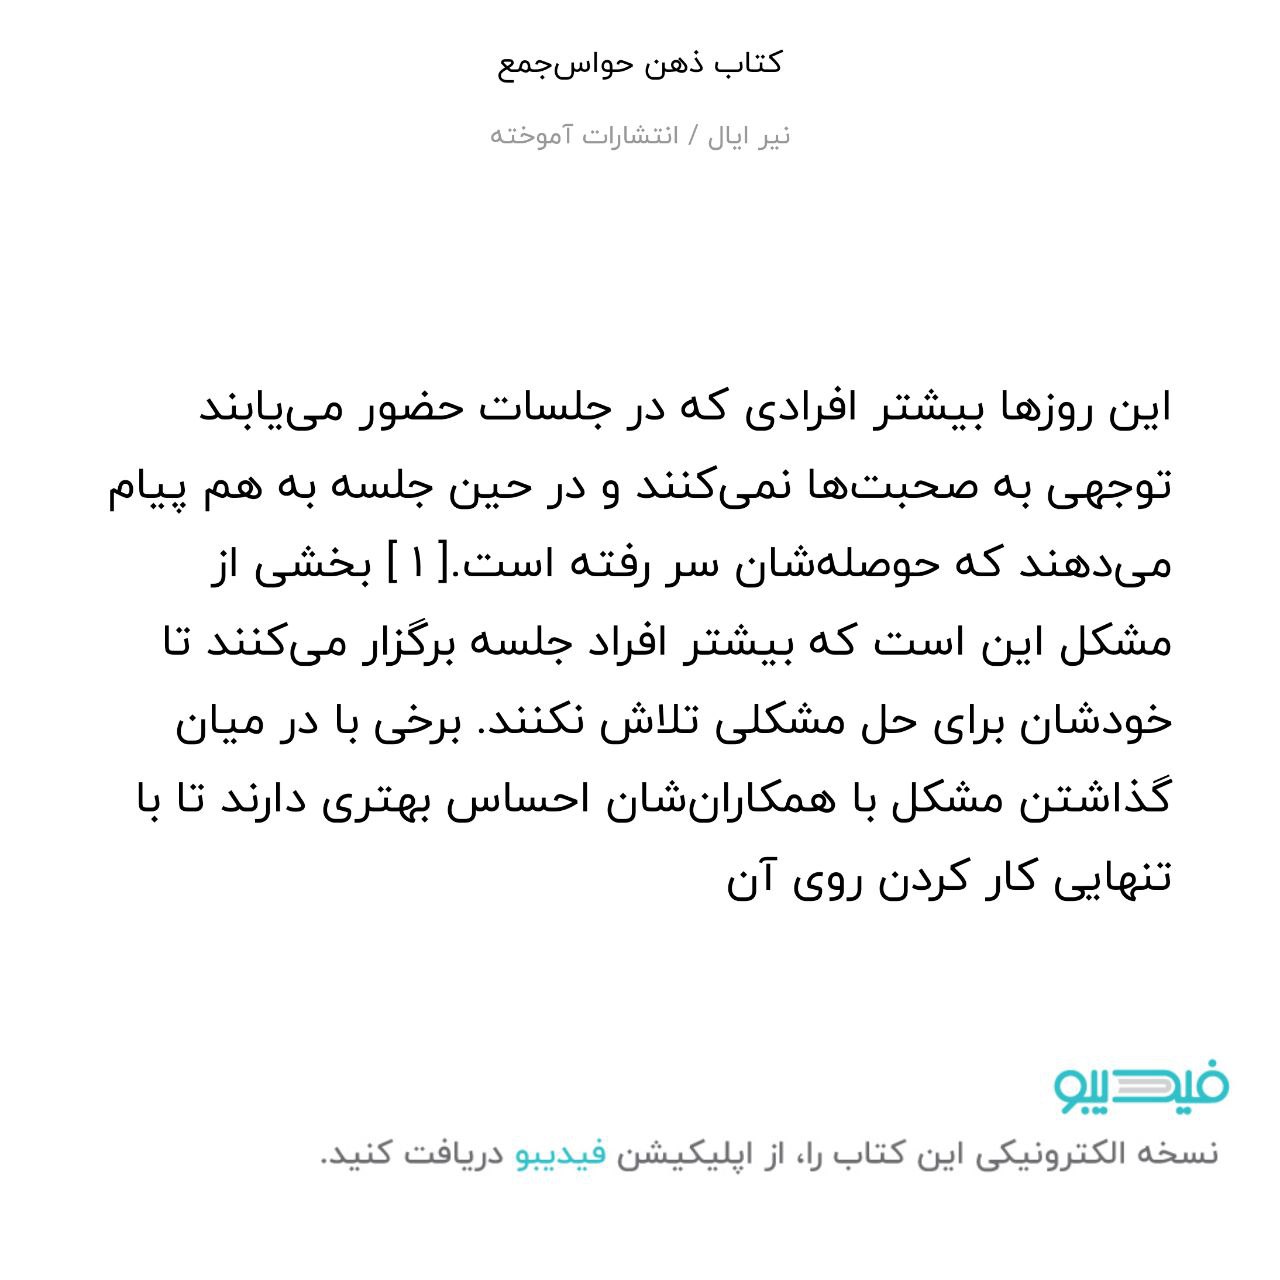 کتاب ذهن حواس‌جمع
نیر ایال / انتشارات آموخته
این روزها بیشتر افرادی که در جلسات حضور می‌یابند
توجهی به صحبت‌ها نمی‌کنند و در حین جلسه به هم پیام
می‌دهند که حوصله‌شان سر رفته است.[۱] بخشی از
مشکل این است که بیشتر افراد جلسه برگزار می‌کنند تا
خودشان برای حل مشکلی تلاش نکنند. برخی با در میان
گذاشتن مشکل با همکاران‌شان احساس بهتری دارند تا با
تنهایی کار کردن روی آن
فیدیبو
نسخه الکترونیکی این کتاب را، از اپلیکیشن فیدیبو دریافت کنید.